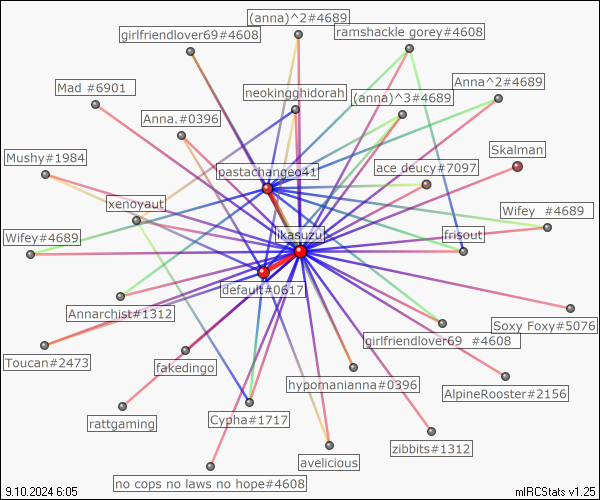 (anna)^2#4689
girlfriendlover69#4608
ramshackle gorey#4608
Mad #6901
neokingghidorah
Anna^2#4689
(anna)^3#4689
Anna.#0396
Skalman
Mushy#1984
pastachangeo41
ace deucy#7097
xenoyaut
Wifey #4689
Wifey#4689
ikasuzu
frisout
default#0617
Annarchist#1312
Soxy Foxy#5076
girlfriendlover69 #4608
Toucan#2473
fakedingo
hypomanianna#0396
AlpineRooster#2156
rattgaming
Cypha#1717
zibbits#1312
avelicious
no cops no laws no hope#4608
9.10.2024 6:05
mIRCStats v1.25